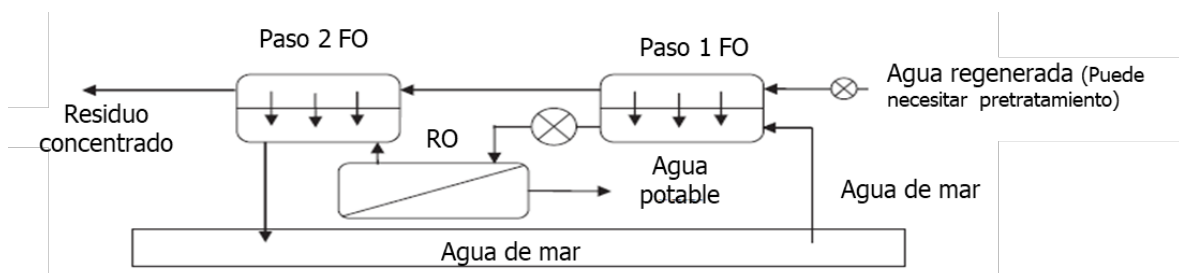 Paso 2 FO
Paso 1 FO
Agua regenerada (Puede
necesitar pretratamiento)
Residuo
concentrado
RO
Agua
potable
Agua de mar
Agua de mar